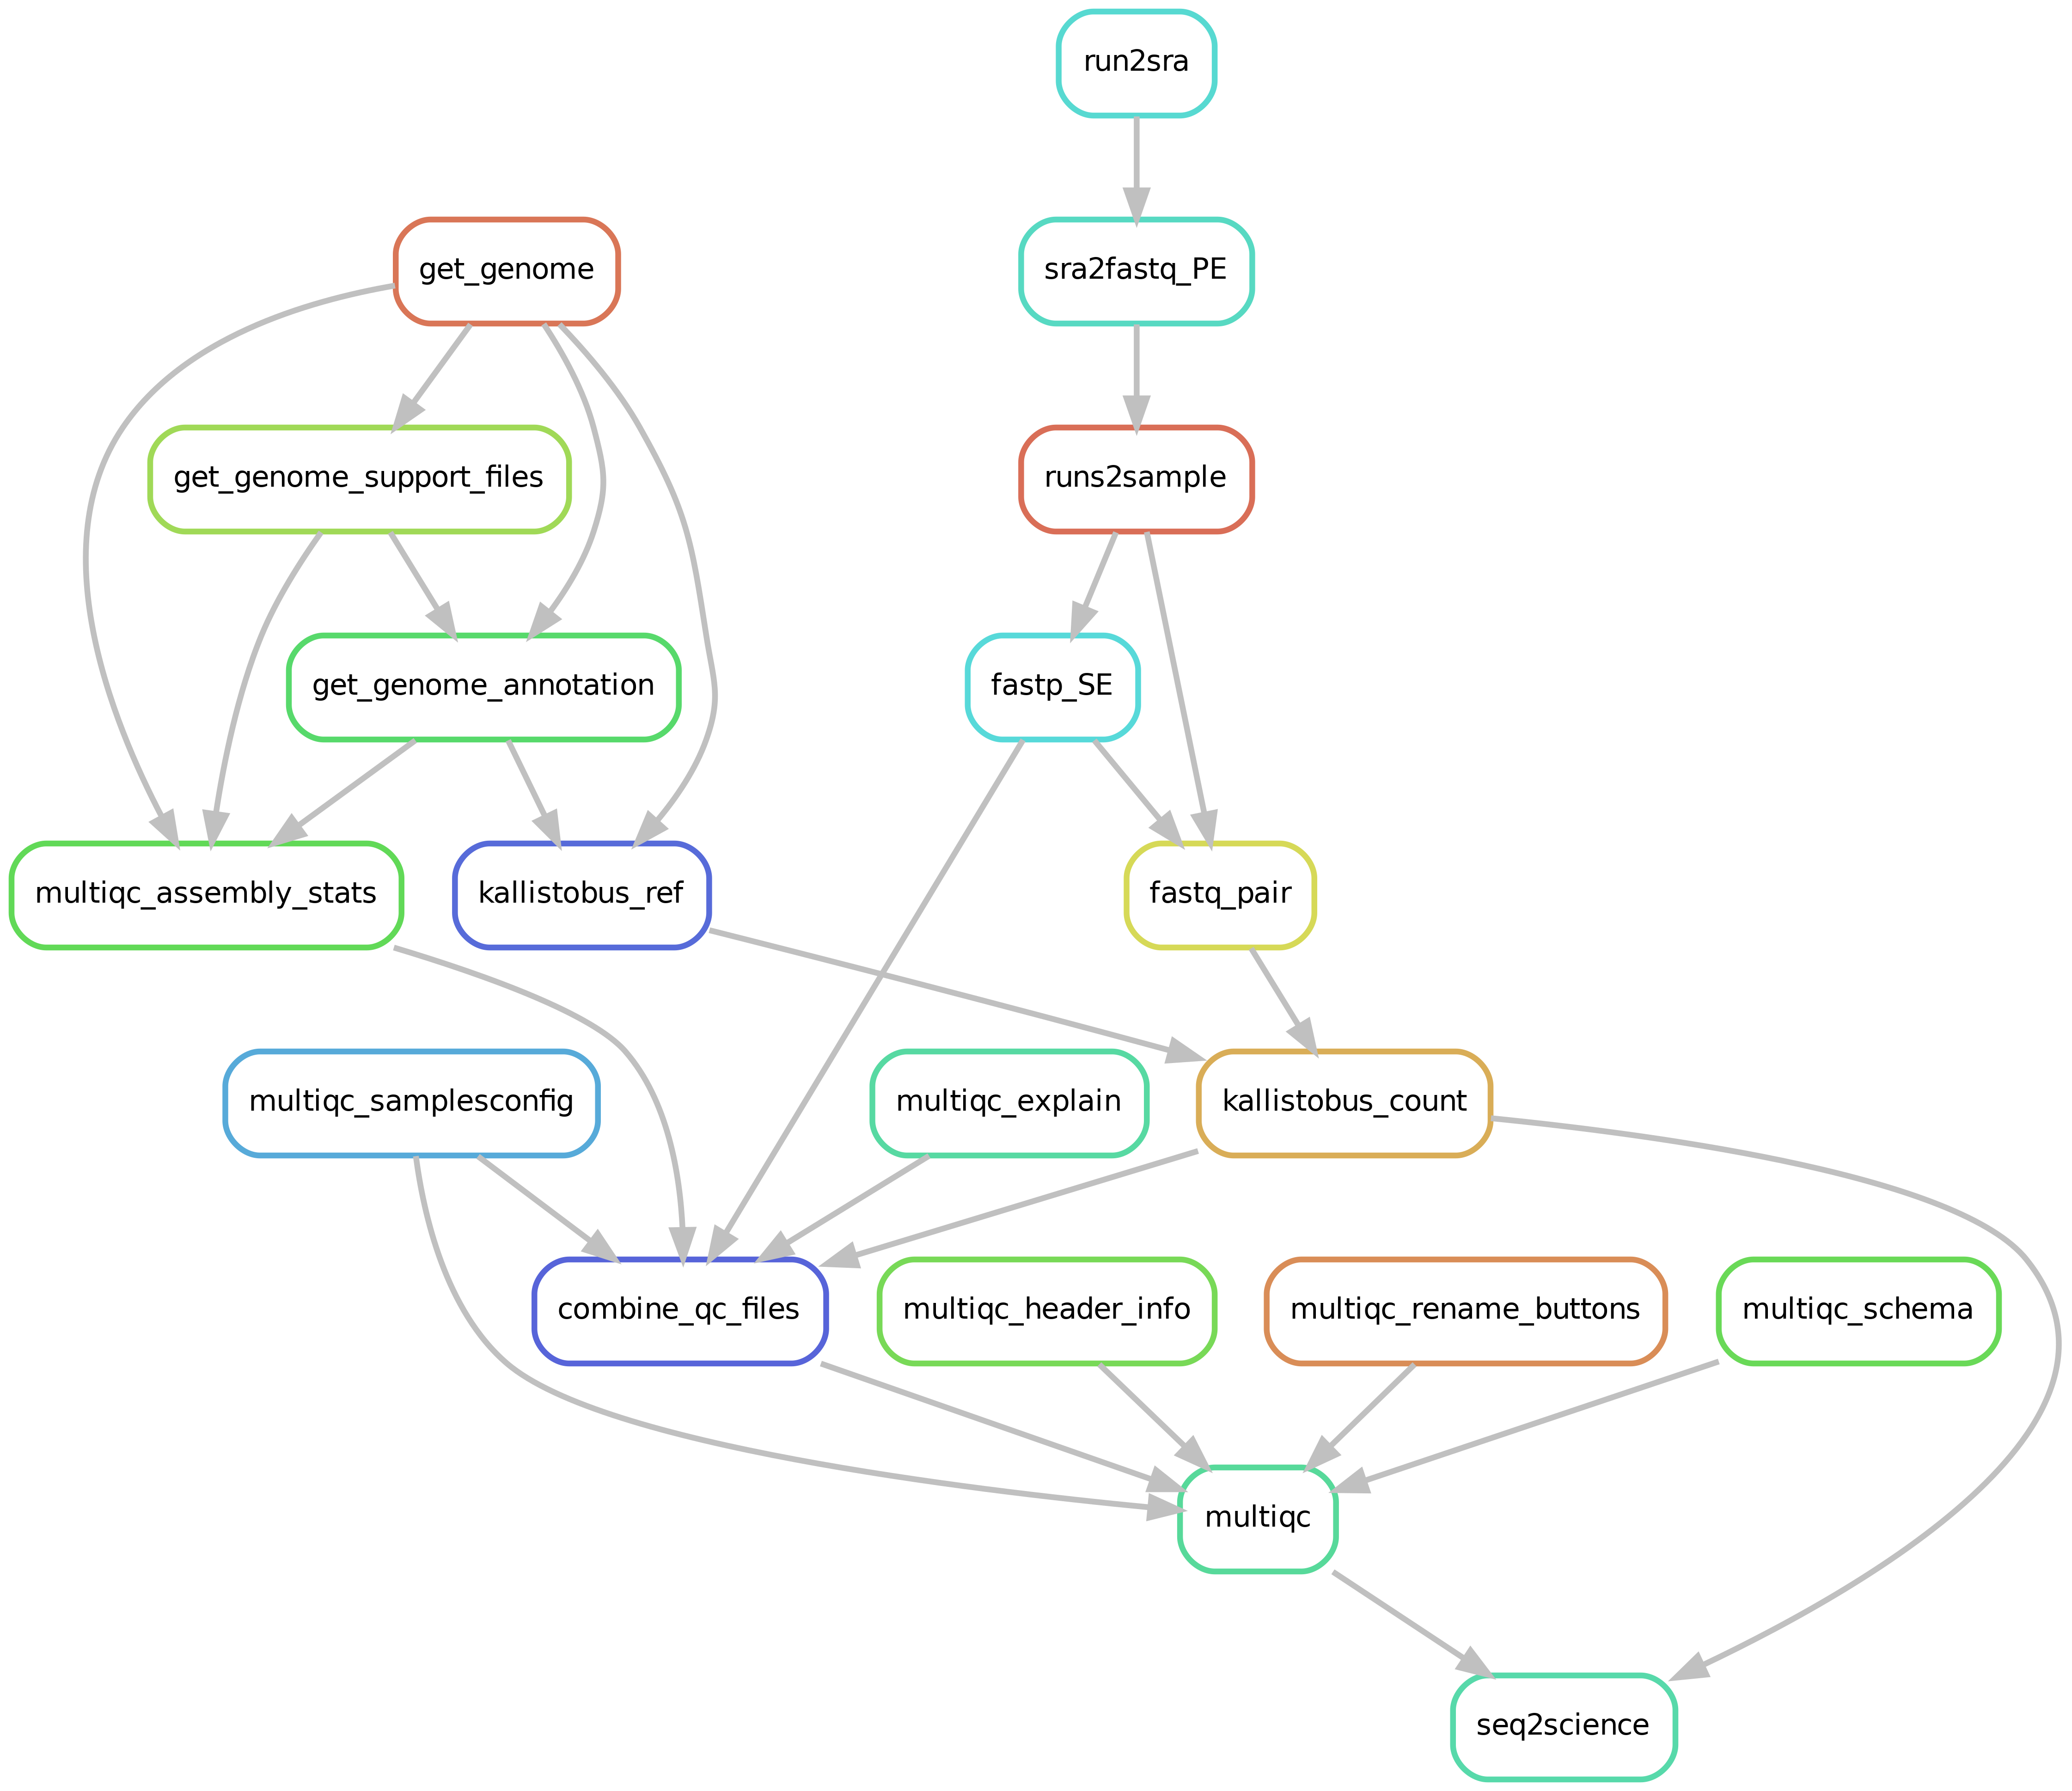 run2sra
get_genome
sra2fastq_PE
get_genome_support_files
runs2sample
get_genome_annotation
fastp_SE
multiqc_assembly_stats
kallistobus_ref
fastq_pair
multiqc_samplesconfig
multiqc_explain
kallistobus_count
combine_qc_files
multiqc_header_info
multiqc_rename_buttons
multiqc_schema
multiqc
seq2science